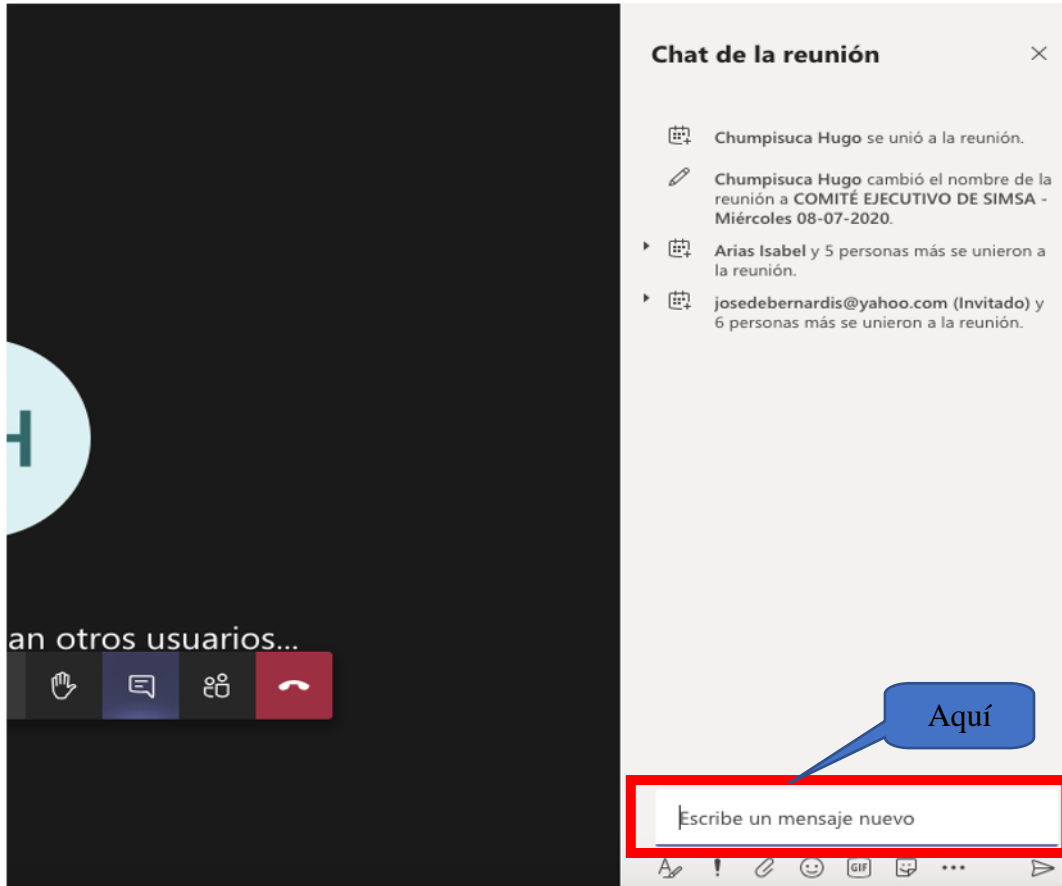 Chat de la reunión
Chumpisuca Hugo se unió a la reunión.
Chumpisuca Hugo cambió el nombre de la
reunión a COMITÉ EJECUTIVO DE SIMSA -
Miércoles 08-07-2020.
Arias Isabel y 5 personas más se unieron a
la reunión.
josedebernardis@yahoo.com (Invitado) y
6 personas más se unieron a la reunión.
H
an otros usuarios...
Aquí
Escribe un mensaje nuevo
GIF